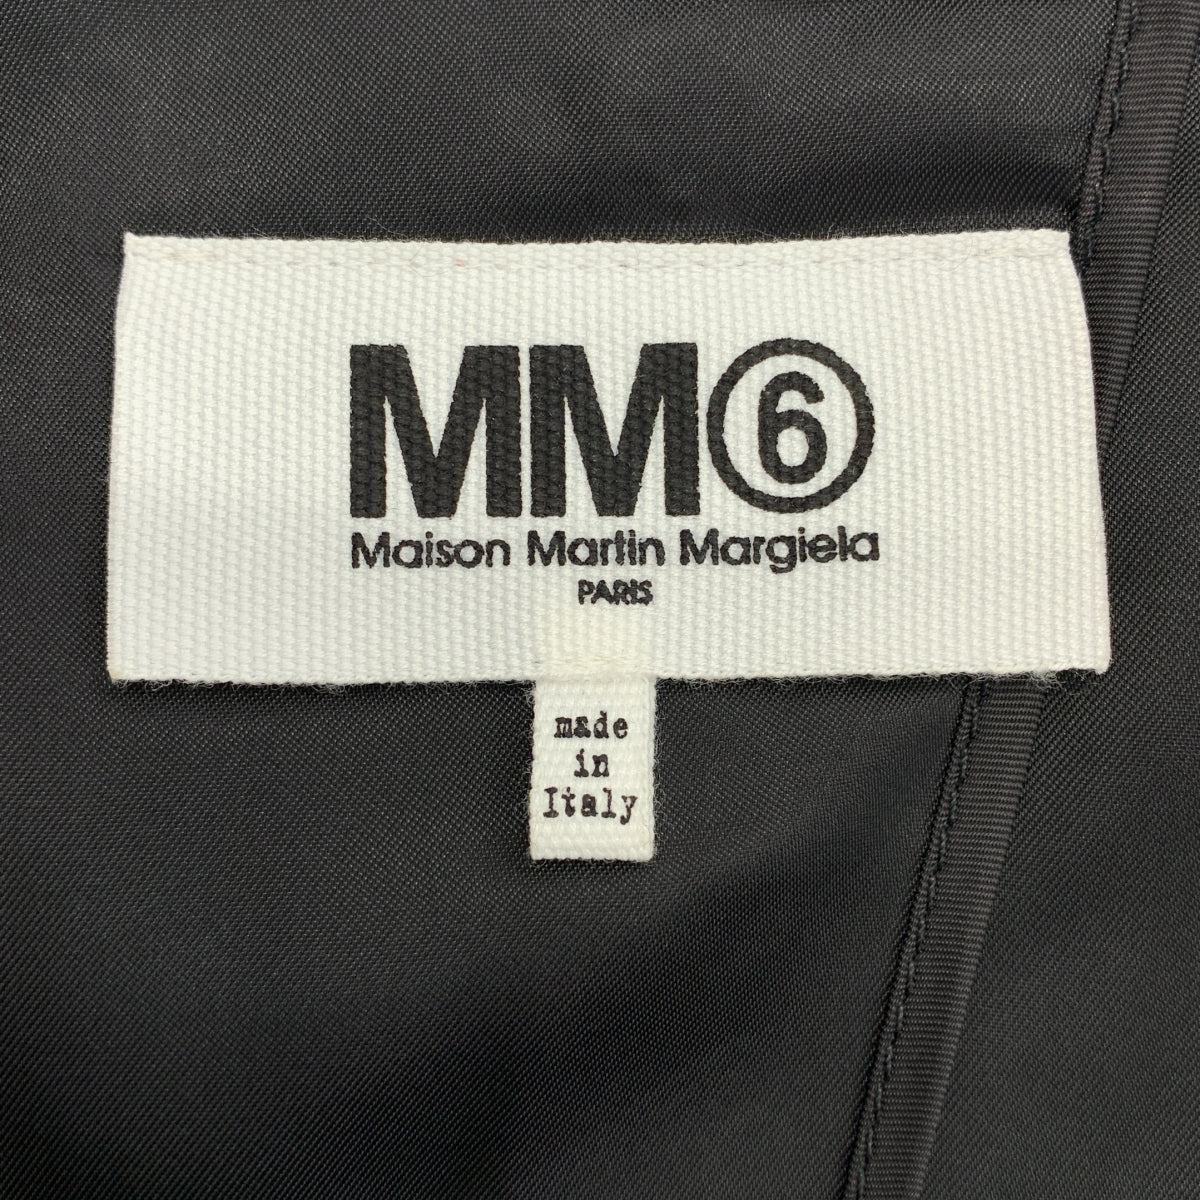 MM⑥
Maison Martin Margiela
PARIS
made
in
Italy